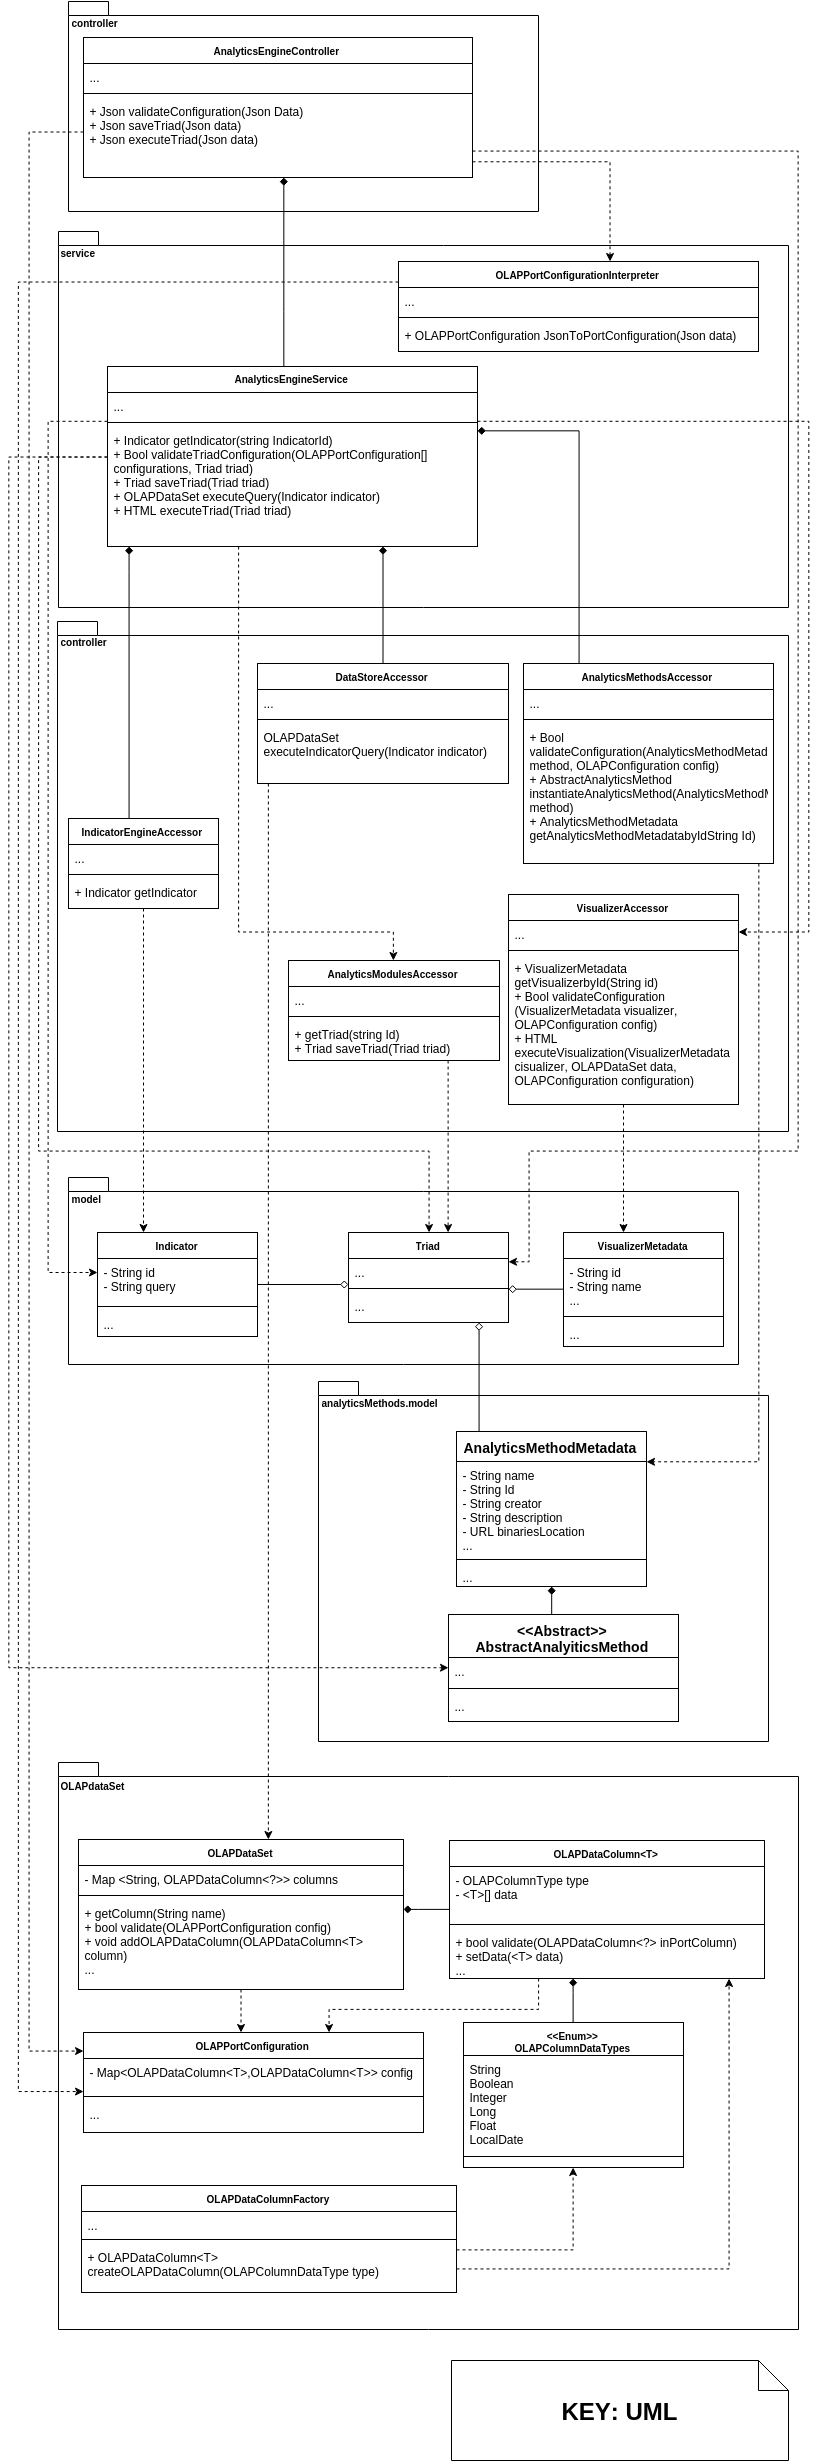 controller
AnalyticsEngineController
...
+ Json validateConfiguration(Json Data)
+ Json saveTriad(Json data)
+ Json executeTriad(Json data)
service
OLAPPortConfigurationInterpreter
...
+ OLAPPortConfiguration JsonToPortConfiguration(Json data)
AnalyticsEngineService
...
+ Indicator getIndicator(string IndicatorId)
+ Bool validateTriadConfiguration(OLAPPortConfiguration[]
configurations, Triad triad)
+ Triad saveTriad(Triad triad)
+ OLAPDataSet executeQuery(Indicator indicator)
+ HTML executeTriad(Triad triad)
controller
DataStoreAccessor
...
OLAPDataSet
executeIndicatorQuery(Indicator indicator)
AnalyticsMethodsAccessor
...
+ Bool
validateConfiguration(AnalyticsMethodMetad
method, OLAPConfiguration config)
+ AbstractAnalyticsMethod
instantiateAnalyticsMethod(AnalyticsMethodM
method)
+ AnalyticsMethodMetadata
getAnalyticsMethodMetadatabyIdString Id)
IndicatorEngineAccessor
...
+ Indicator getIndicator
VisualizerAccessor
...
+ VisualizerMetadata
getVisualizerbyId(String id)
+ Bool validateConfiguration
(VisualizerMetadata visualizer,
OLAPConfiguration config)
+ HTML
executeVisualization(VisualizerMetadata
cisualizer, OLAPDataSet data,
OLAPConfiguration configuration)
AnalyticsModulesAccessor
...
+ getTriad(string Id)
+ Triad saveTriad(Triad triad)
model
Indicator
- String id
- String query
...
Triad
...
...
VisualizerMetadata
- String id
- String name
...
...
analyticsMethods.model
AnalyticsMethodMetadata
- String name
- String Id
- String creator
- String description
- URL binariesLocation
...
...
<<Abstract>>
AbstractAnalyiticsMethod
...
...
OLAPdataSet
OLAPDataSet
- Map <String, OLAPDataColumn<?>> columns
+ getColumn(String name)
+ bool validate(OLAPPortConfiguration config)
+ void addOLAPDataColumn(OLAPDataColumn<T>
column)
...
OLAPDataColumn<T>
- OLAPColumnType type
- <T>[] data
+ bool validate(OLAPDataColumn<?> inPortColumn)
+ setData(<T> data)
...
OLAPPortConfiguration
- Map<OLAPDataColumn<T>,OLAPDataColumn<T>> config
...
<<Enum>>
OLAPColumnDataTypes
String
Boolean
Integer
Long
Float
LocalDate
OLAPDataColumnFactory
...
+ OLAPDataColumn<T>
createOLAPDataColumn(OLAPColumnDataType type)
KEY: UML